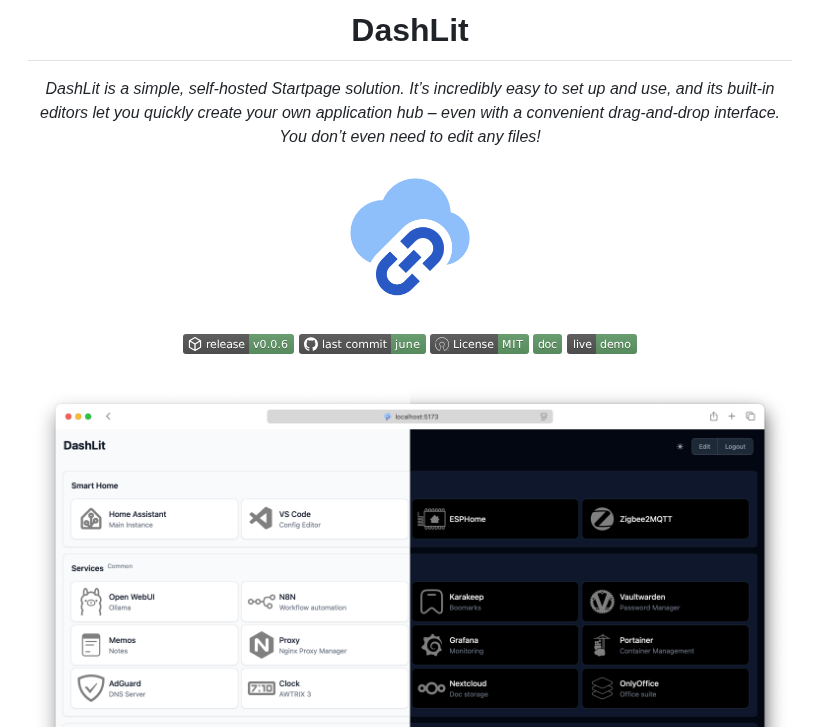 DashLit
DashLit is a simple, self-hosted Startpage solution. It’s incredibly easy to set up and use, and its built-in
editors let you quickly create your own application hub – even with a convenient drag-and-drop interface.
You don’t even need to edit any files!
release v0.0.6 last commit june License MIT doc live demo
localhost:5173
DashLit
Edit Logout
Smart Home
Home Assistant VS Code ESPHome Zigbee2MQTT
Main Instance Config Editor
Services Common
Open WebUI N8N Karakeep Vaultwarden
Ollama Workflow automation Boomarks Password Manager
Memos Proxy Grafana Portainer
Notes Nginx Proxy Manager Monitoring Container Management
AdGuard 7:10 Clock Nextcloud OnlyOffice
DNS Server AWTRIX 3 Doc storage Office suite